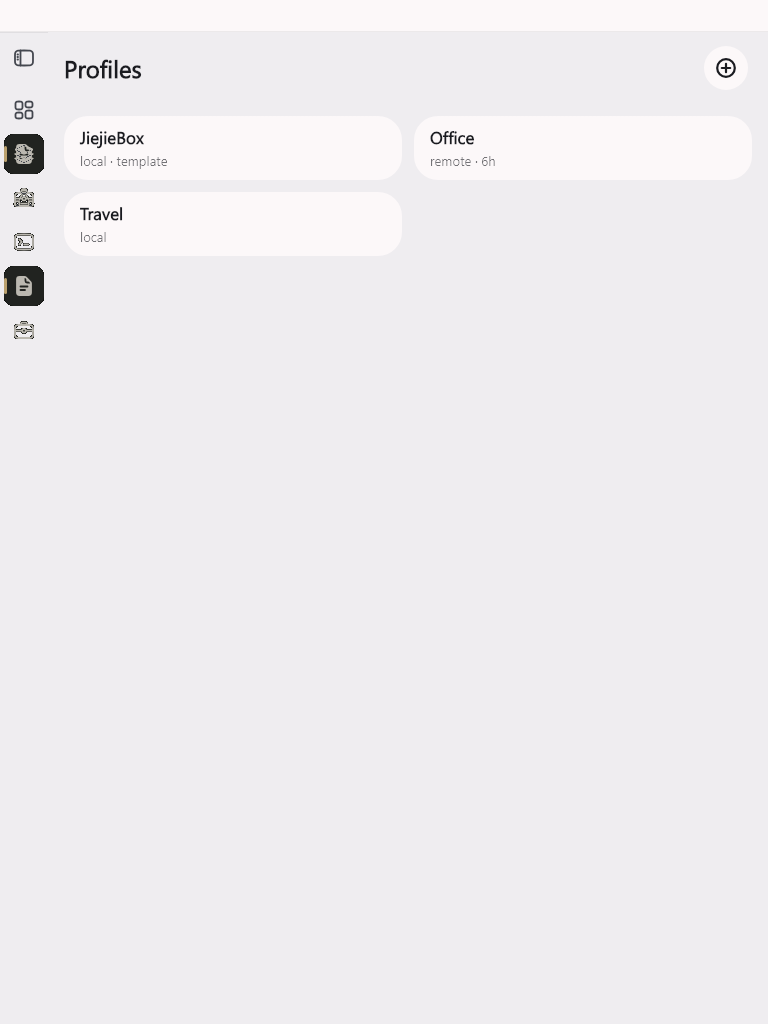 Profiles
JiejieBox
local · template
Office
remote · 6h
Travel
local